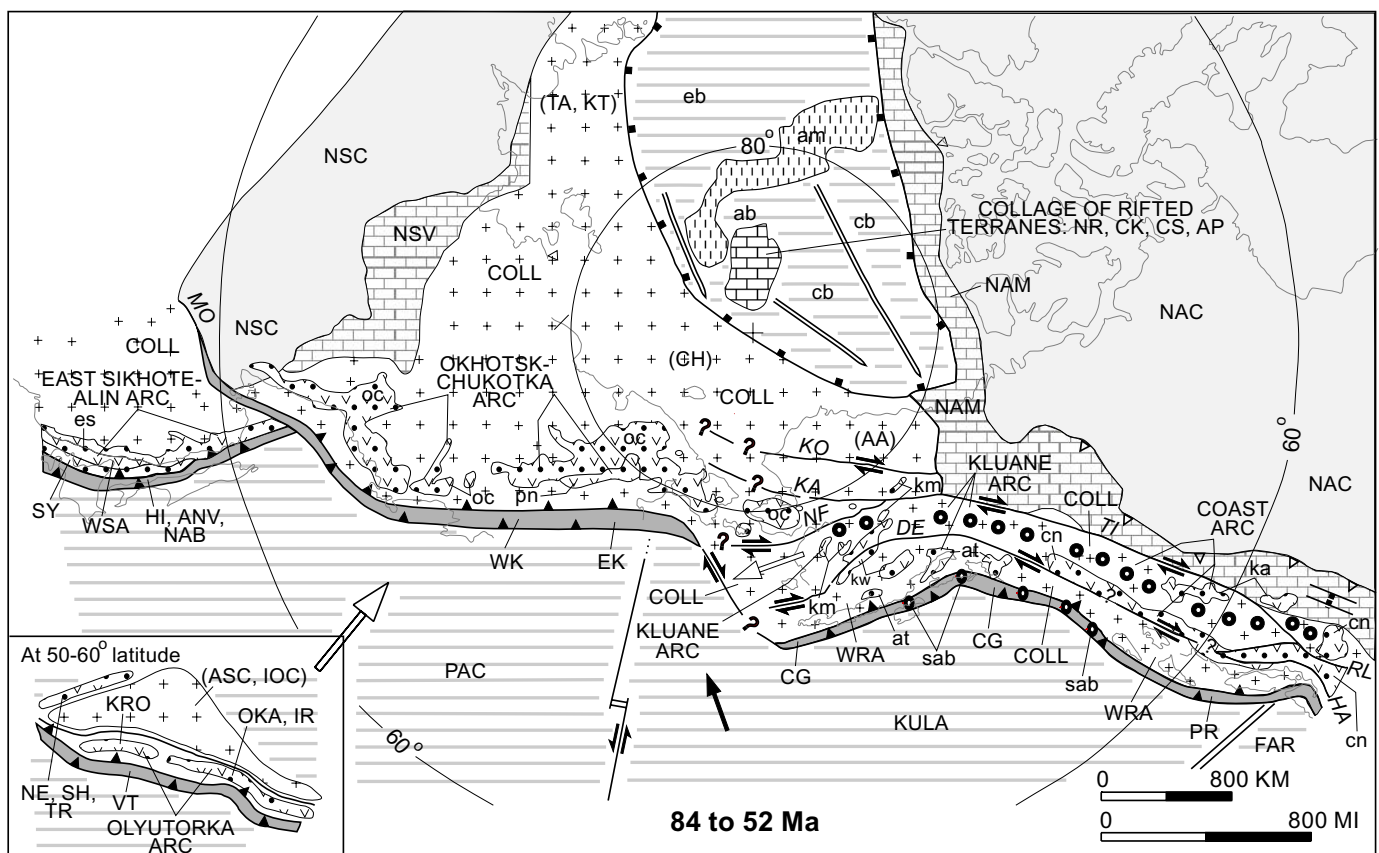 eb
(TA, KT)
am
80°
NSC
ab
cb
COLLAGE OF RIFTED
TERRANES: NR, CK, CS, AP
NSV
COLL
cb
NAM
NAC
MO
NSC
COLL
(CH)
EAST SIKHOTE-
ALIN ARC
OKHOTSK-
CHUKOTKA
ARC
oc
COLL
NAM
es
oc
?
?
KO
(AA)
60°
KLUANE
ARC
NAC
SY
WSA
HI, ANV,
NAB
oc
pn
?
KA
km
COLL
COAST
ARC
oc
NF
DE
TI
WK
EK
?
at
cn
ka
kw
COLL
km
?
cn
KLUANE
ARC
?
WRA
at
sab
CG
COLL
?
RL
CG
sab
WRA
HA
cn
PAC
KULA
PR
FAR
60°
At 50-60° latitude
(ASC, IOC)
KRO
OKA, IR
NE, SH,
TR
VT
OLYUTORKA
ARC
84 to 52 Ma
0 800 KM
0 800 MI